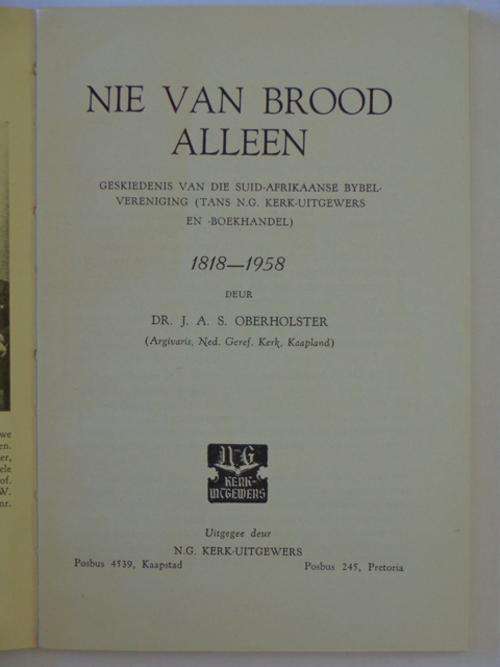 NIE VAN BROOD
ALLEEN
GESKIEDENIS VAN DIE SUID-AFRIKAANSE BYBEL-
VERENIGING (TANS N.G. KERK-UITGEWERS
EN -BOEKHANDEL)
1818—1958
DEUR
DR. J. A. S. OBERHOLSTER
(Argivaris, Ned. Geref. Kerk, Kaapland)
N G
KERK-
UITGEWERS
Uitgegee deur
N.G. KERK-UITGEWERS
Posbus 4539, Kaapstad Posbus 245, Pretoria